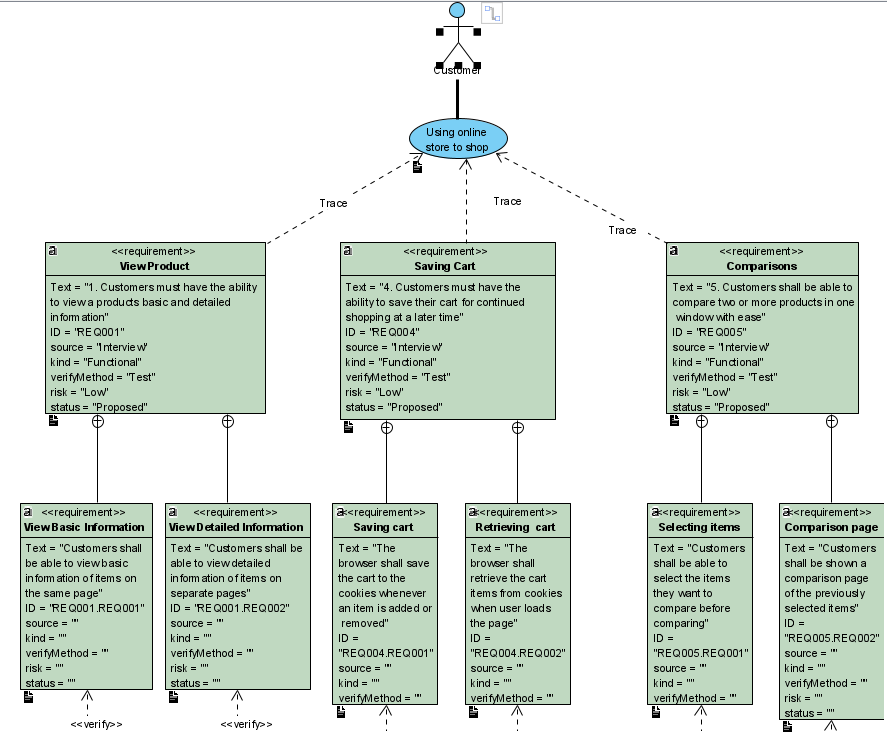 Customer
Using online
store to shop
Trace
Trace
Trace
a
<<requirement>>
View Product
Text = "1. Customers must have the ability
to view a products basic and detailed
information"
ID = "REQ001"
source = "Interview"
kind = "Functional"
verifyMethod = "Test"
risk = "Low"
status = "Proposed"
a
<<requirement>>
Saving Cart
Text = "4. Customers must have the
ability to save their cart for continued
shopping at a later time"
ID = "REQ004"
source = "Interview"
kind = "Functional"
verifyMethod = "Test"
risk = "Low"
status = "Proposed"
a
<<requirement>>
Comparisons
Text = "5. Customers shall be able to
compare two or more products in one
window with ease"
ID = "REQ005"
source = "Interview"
kind = "Functional"
verifyMethod = "Test"
risk = "Low"
status = "Proposed"
a
<<requirement>>
View Basic Information
Text = "Customers shall
be able to view basic
information of items on
the same page"
ID = "REQ001.REQ001"
source = ""
kind = ""
verifyMethod = ""
risk = ""
status = ""
<<verify>>
a
<<requirement>>
View Detailed Information
Text = "Customers shall be
able to view detailed
information of items on
separate pages"
ID = "REQ001.REQ002"
source = ""
kind = ""
verifyMethod = ""
risk = ""
status = ""
<<verify>>
a
<<requirement>>
Saving cart
Text = "The
browser shall save
the cart to the
cookies whenever
an item is added or
removed"
ID =
"REQ004.REQ001"
source = ""
kind = ""
verifyMethod = ""
a
<<requirement>>
Retrieving cart
Text = "The
browser shall
retrieve the cart
items from cookies
when user loads
the page"
ID =
"REQ004.REQ002"
source = ""
kind = ""
verifyMethod = ""
a
<<requirement>>
Selecting items
Text = "Customers
shall be able to
select the items
they want to
compare before
comparing"
ID =
"REQ005.REQ001"
source = ""
kind = ""
verifyMethod = ""
a
<<requirement>>
Comparison page
Text = "Customers
shall be shown a
comparison page
of the previously
selected items"
ID =
"REQ005.REQ002"
source = ""
kind = ""
verifyMethod = ""
risk = ""
status = ""